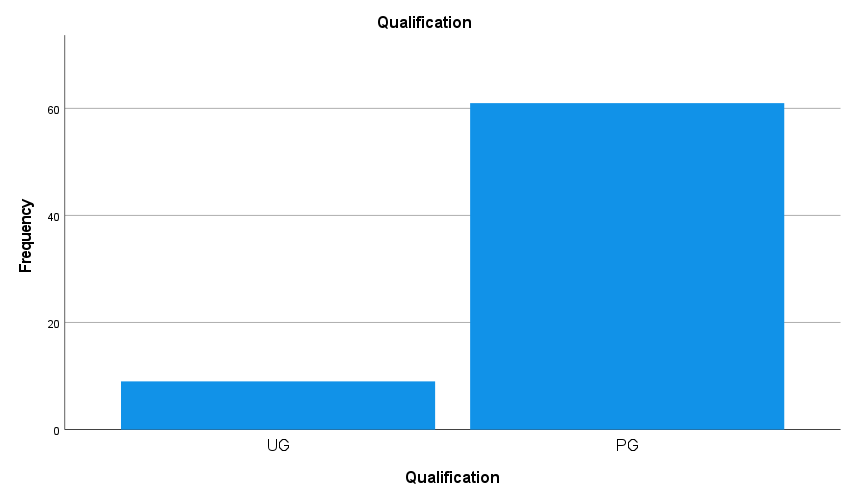 Qualification
Frequency
60
40
20
0
UG
PG
Qualification